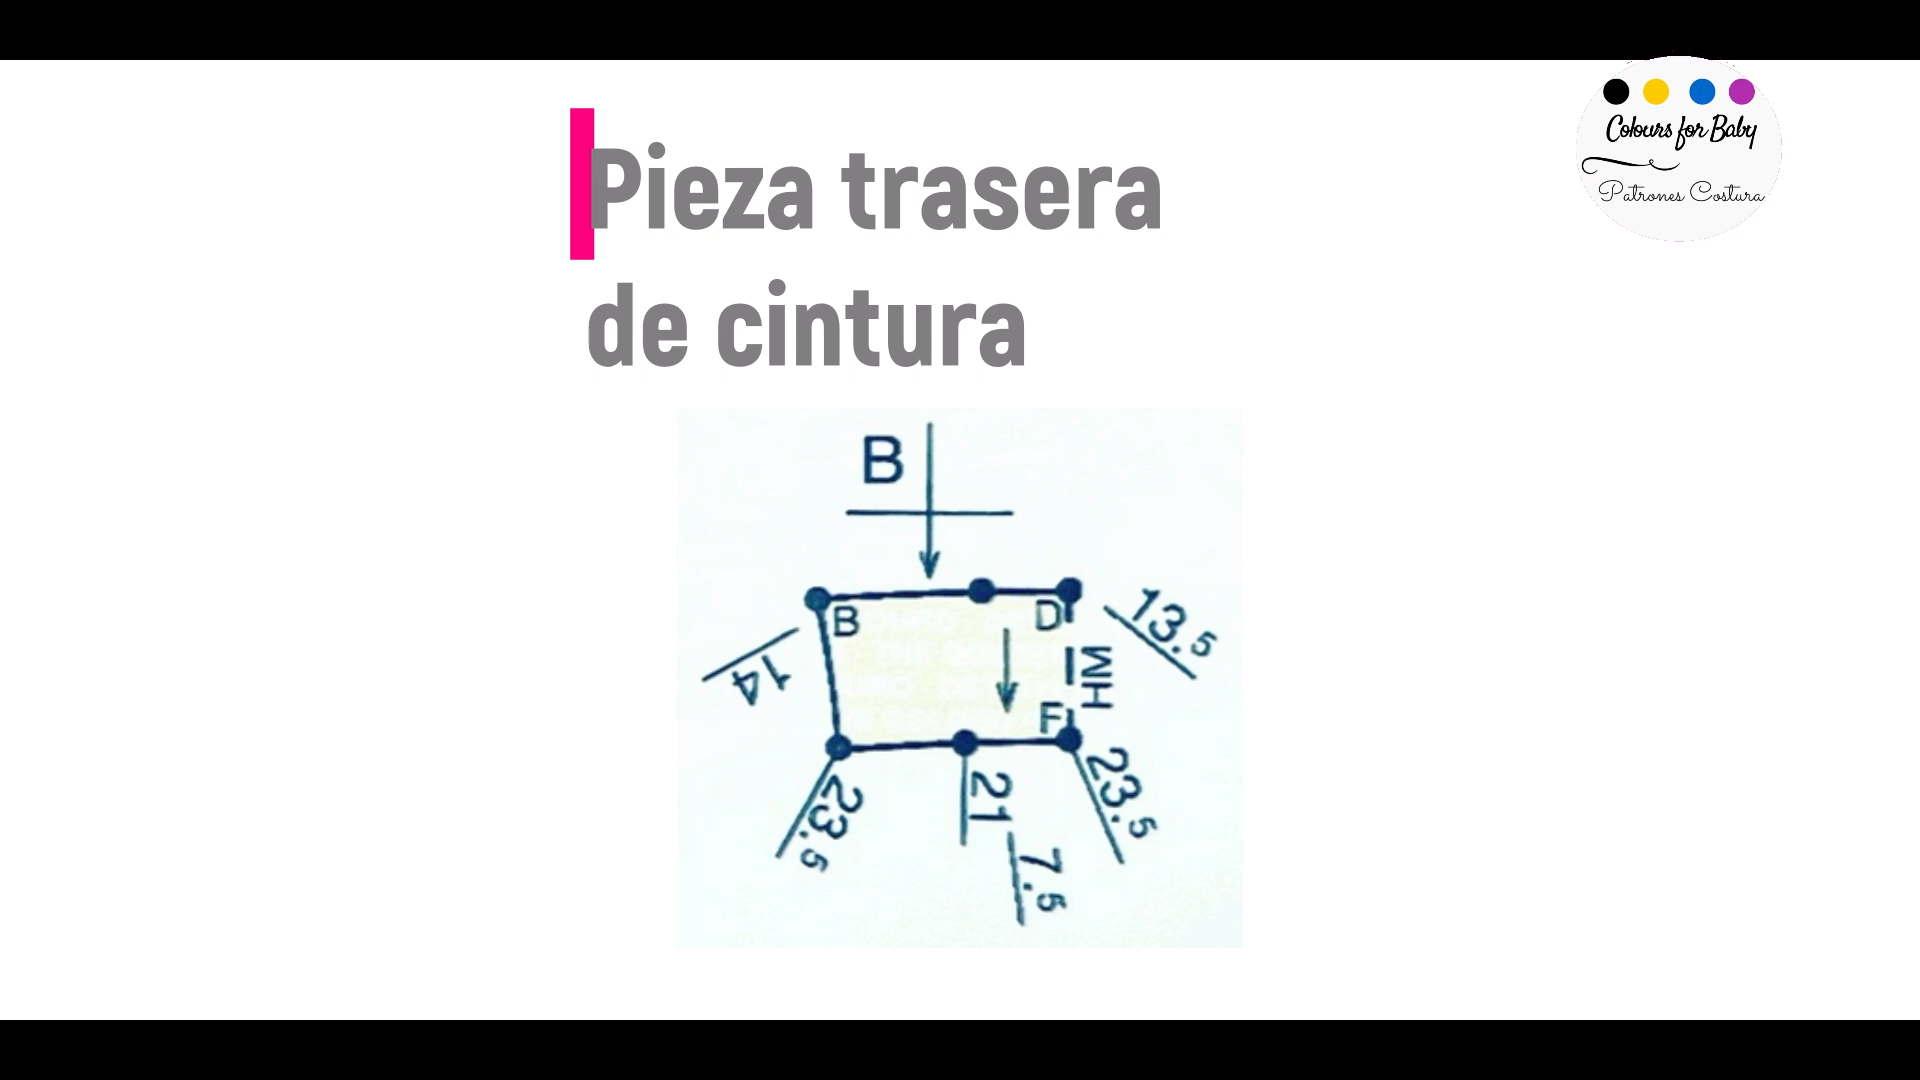 Pieza trasera
de cintura
Colours for Baby
Patrones Costura
B
B
D
13.5
14
HM
F
23.5
21
23.5
7.5